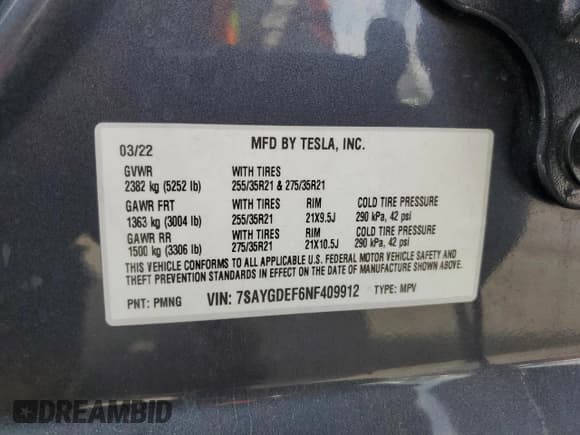 03/22 MFD BY TESLA, INC.
GVWR WITH TIRES
2382 kg (5252 lb) 255/35R21 & 275/35R21
GAWR FRT WITH TIRES RIM COLD TIRE PRESSURE
1363 kg (3004 lb) 255/35R21 21X9.5J 290 kPa, 42 psi
GAWR RR WITH TIRES RIM COLD TIRE PRESSURE
1500 kg (3306 lb) 275/35R21 21X10.5J 290 kPa, 42 psi
THIS VEHICLE CONFORMS TO ALL APPLICABLE U.S. FEDERAL MOTOR VEHICLE SAFETY AND
THEFT PREVENTION STANDARDS IN EFFECT ON THE DATE OF MANUFACTURE SHOWN ABOVE.
PNT: PMNG VIN: 7SAYGDEF6NF409912 TYPE: MPV
DREAMBID